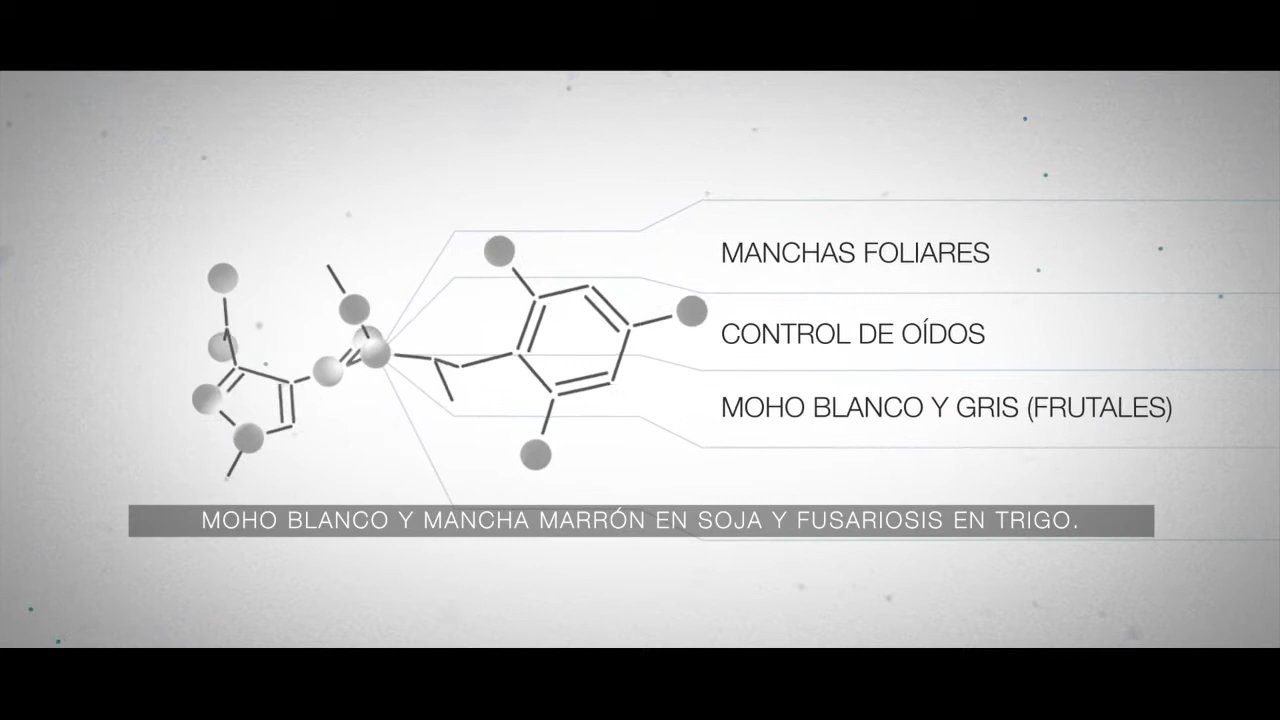 MANCHAS FOLIARES
CONTROL DE OÍDOS
MOHO BLANCO Y GRIS (FRUTALES)
MOHO BLANCO Y MANCHA MARRÓN EN SOJA Y FUSARIOSIS EN TRIGO.